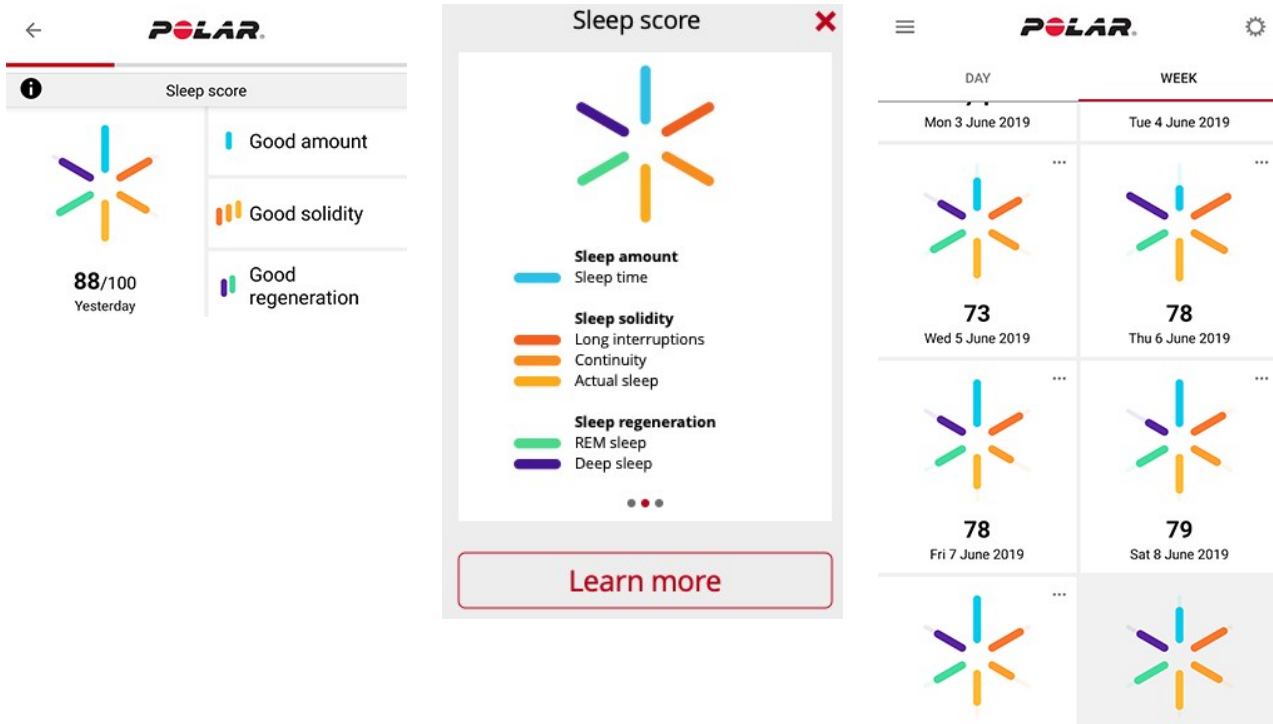 POLAR.
Sleep score
Good amount
Good solidity
Good
regeneration
88/100
Yesterday
Sleep score
Sleep amount
Sleep time
Sleep solidity
Long interruptions
Continuity
Actual sleep
Sleep regeneration
REM sleep
Deep sleep
Learn more
POLAR.
DAY WEEK
Mon 3 June 2019 Tue 4 June 2019
73 78
Wed 5 June 2019 Thu 6 June 2019
78 79
Fri 7 June 2019 Sat 8 June 2019